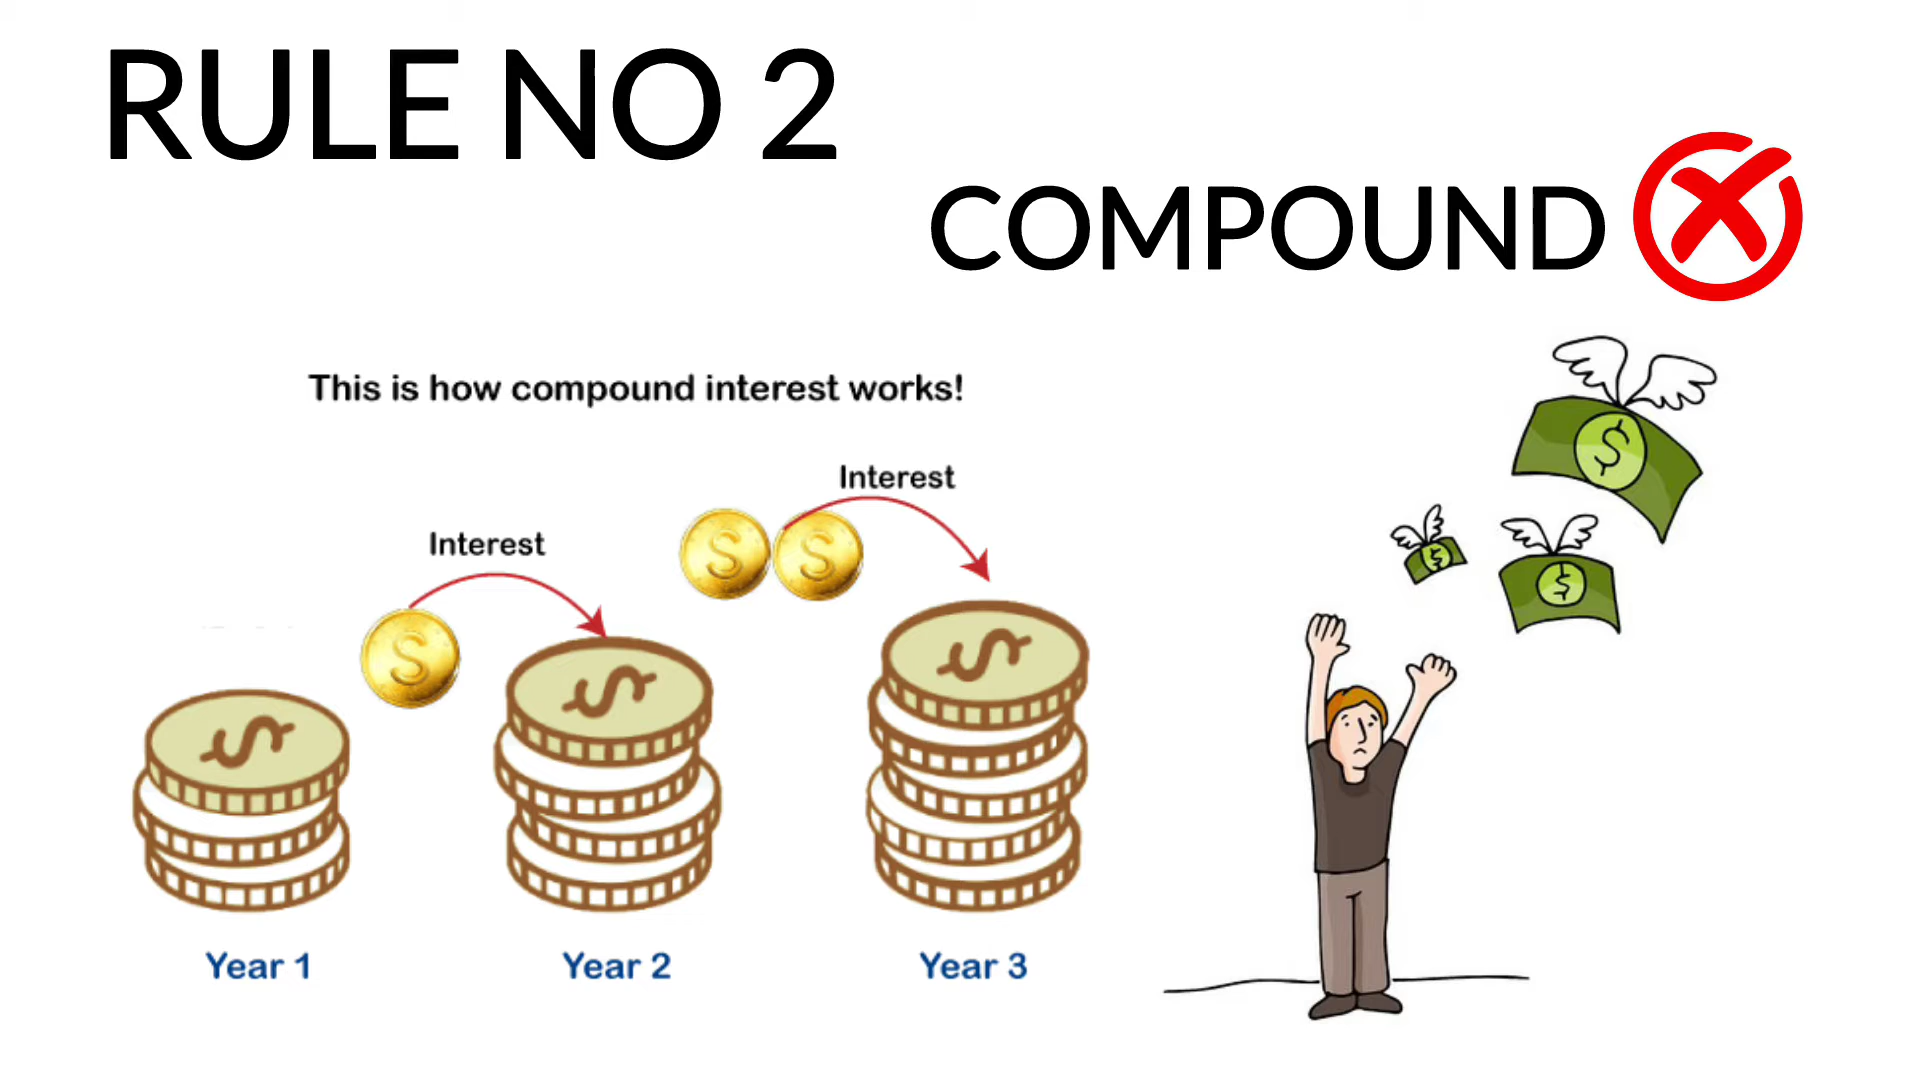 RULE NO 2
COMPOUND
This is how compound interest works!
Interest
Interest
Year 1
Year 2
Year 3